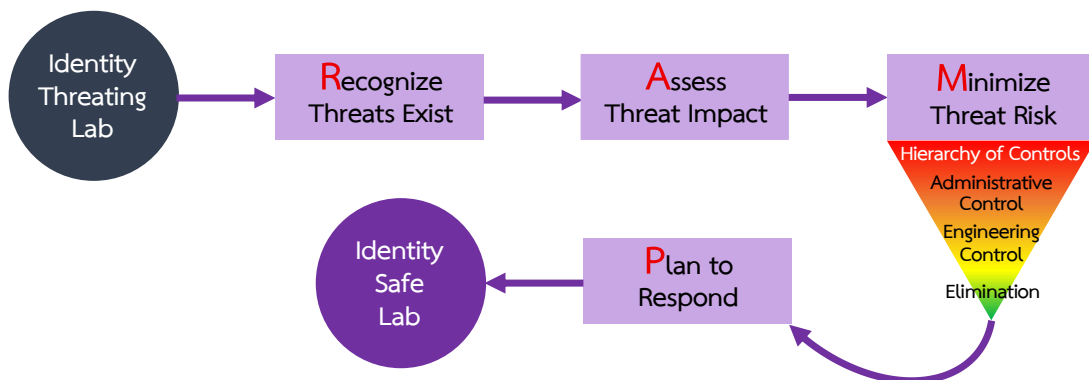 Identity
Threating
Lab
Recognize
Threats Exist
Assess
Threat Impact
Minimize
Threat Risk
Hierarchy of Controls
Administrative
Control
Engineering
Control
Elimination
Plan to
Respond
Identity
Safe
Lab